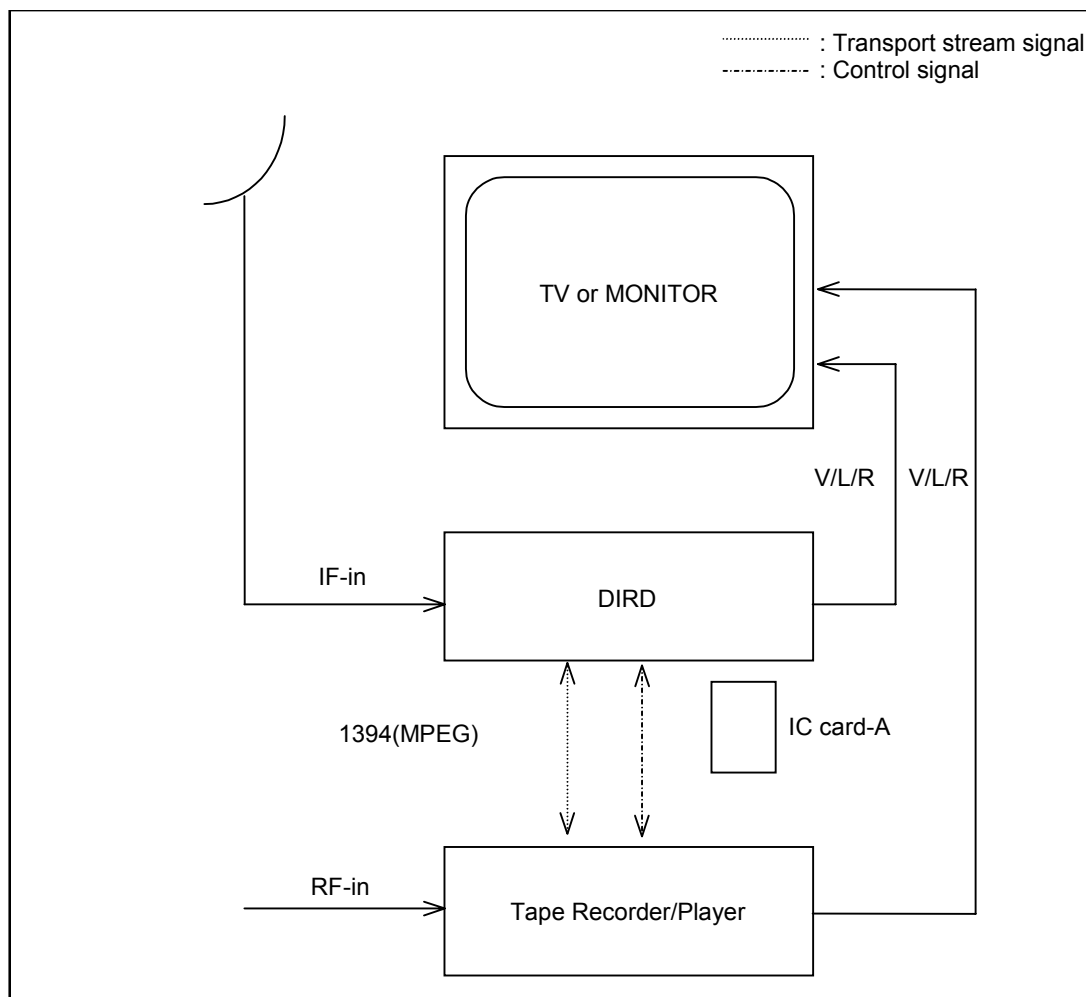 : Transport stream signal
: Control signal
TV or MONITOR
V/L/R
V/L/R
IF-in
DIRD
1394(MPEG)
IC card-A
RF-in
Tape Recorder/Player